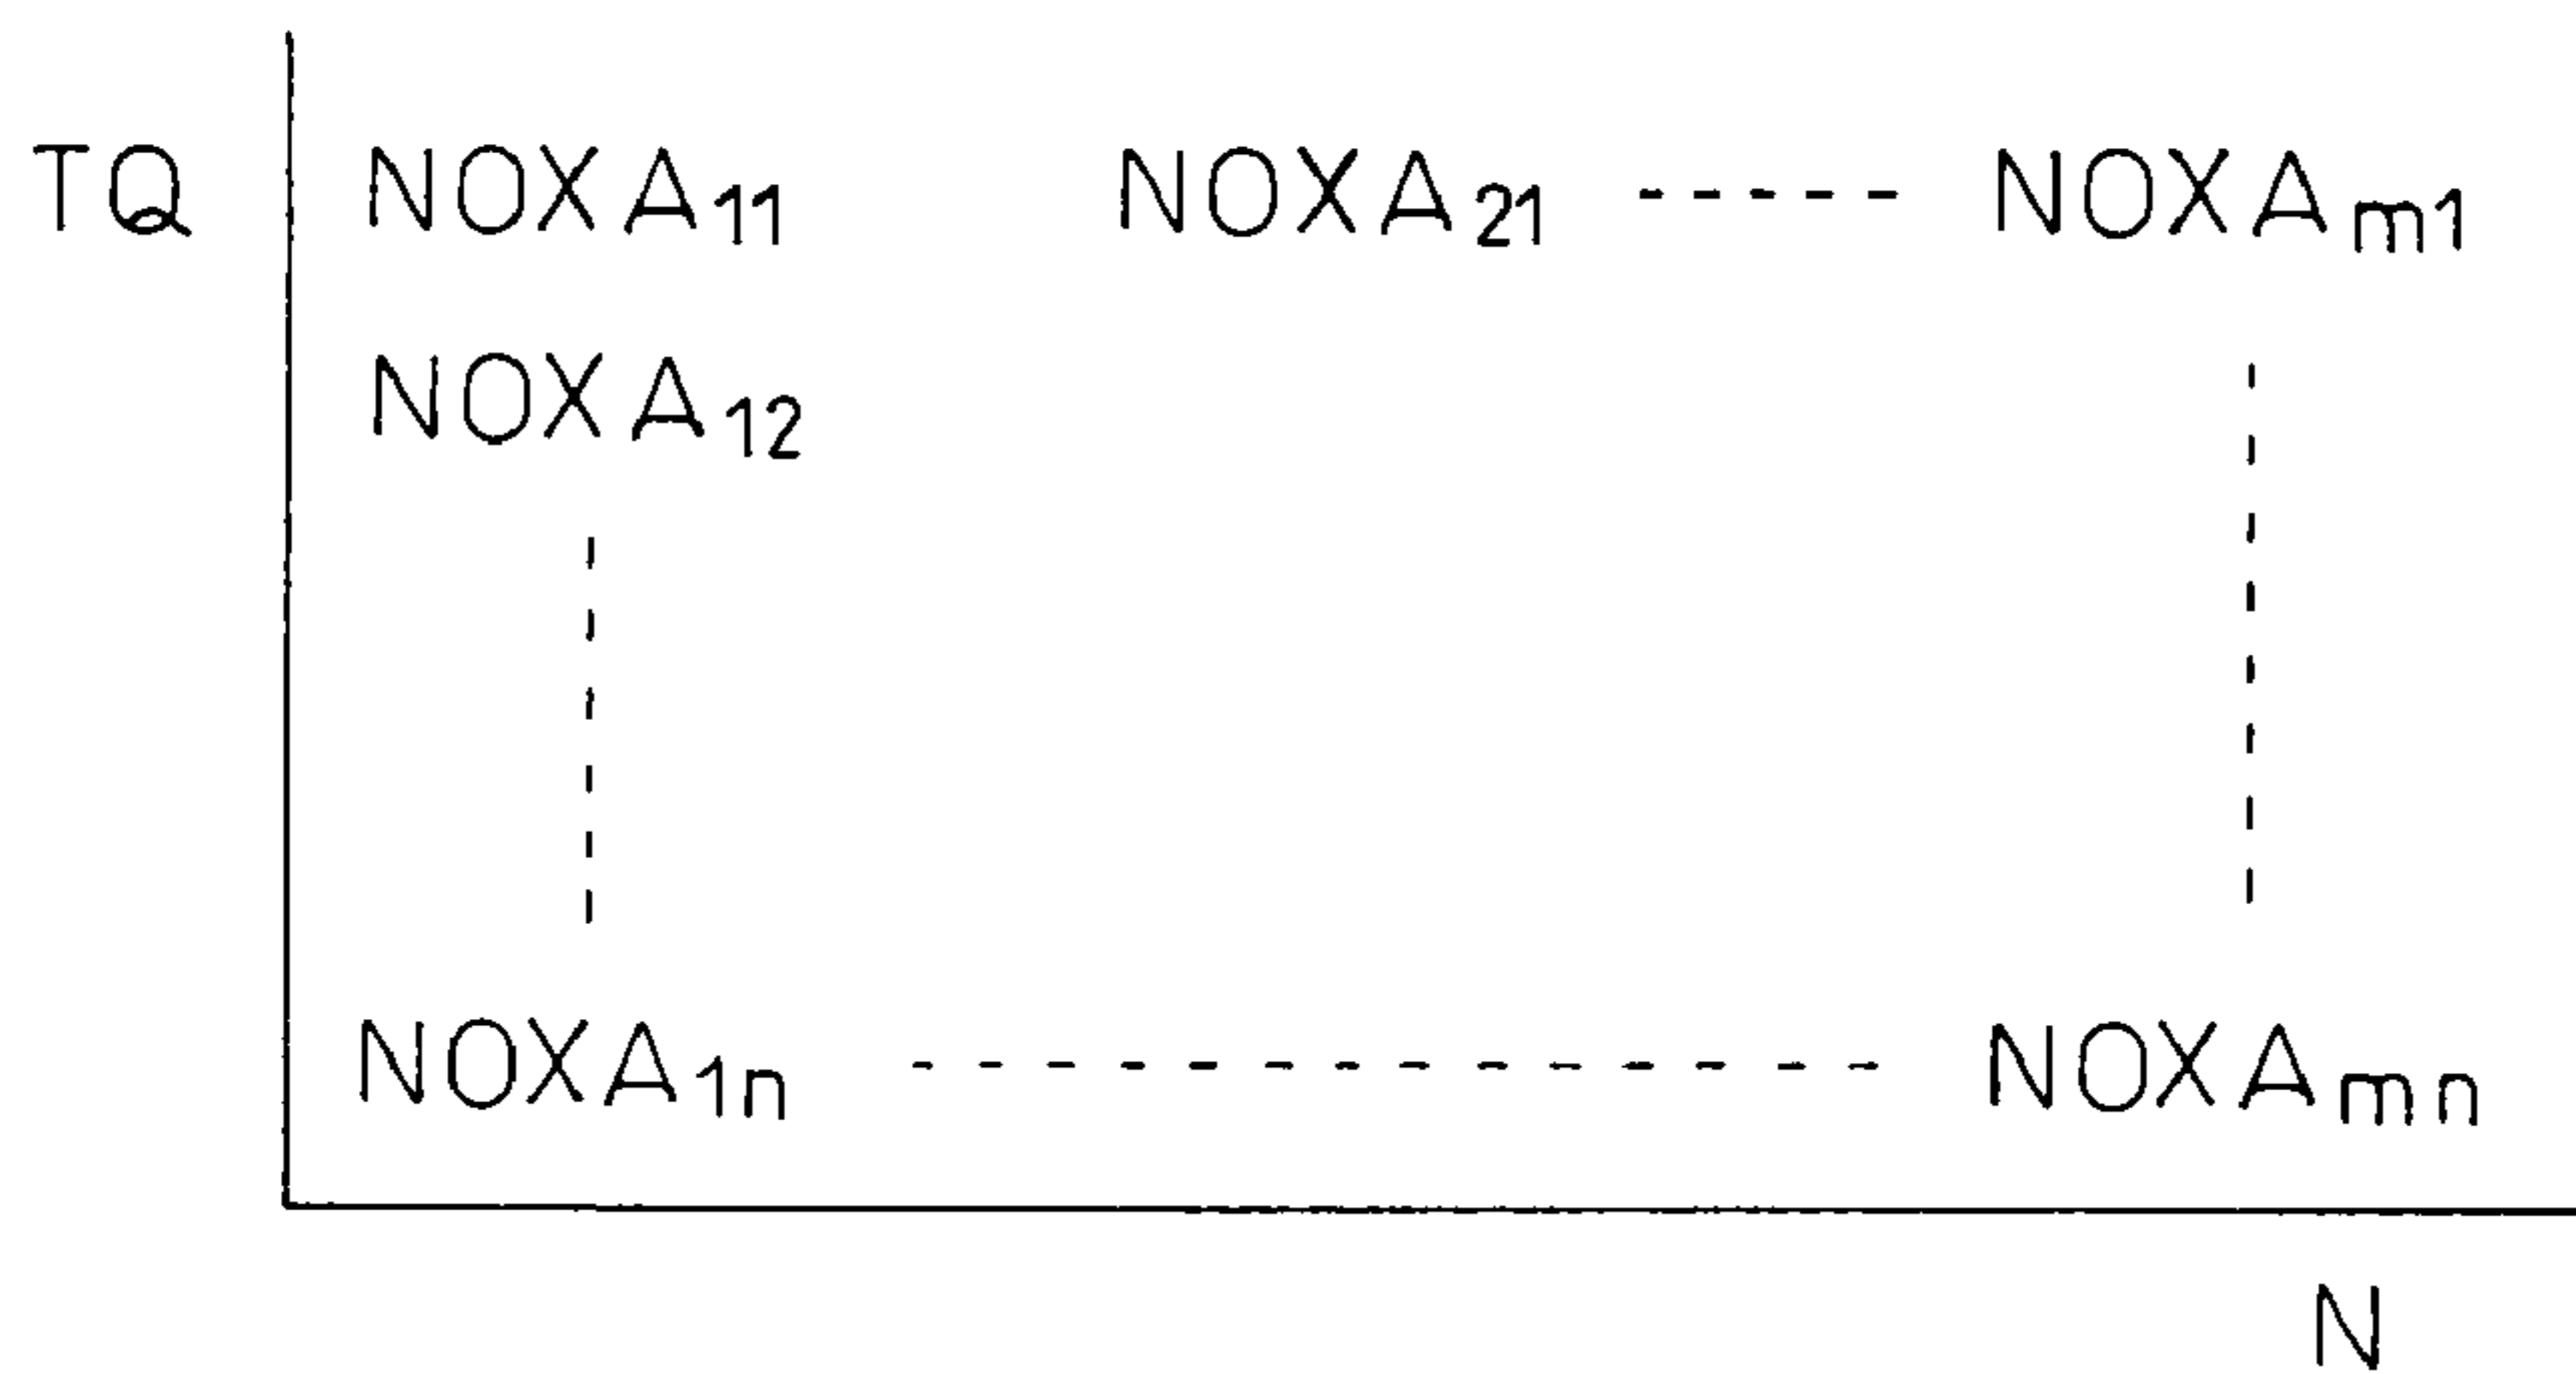 TQ NOXA11 NOXA21 ----- NOXAm1
NOXA12
NOXA1n -------------- NOXAmn
N